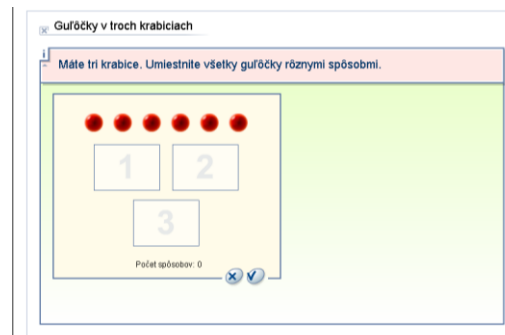 Guľôčky v troch krabiciach
Máte tri krabice. Umiestnite všetky guľôčky rôznymi spôsobmi.
1 2
3
Počet spôsobov: 0